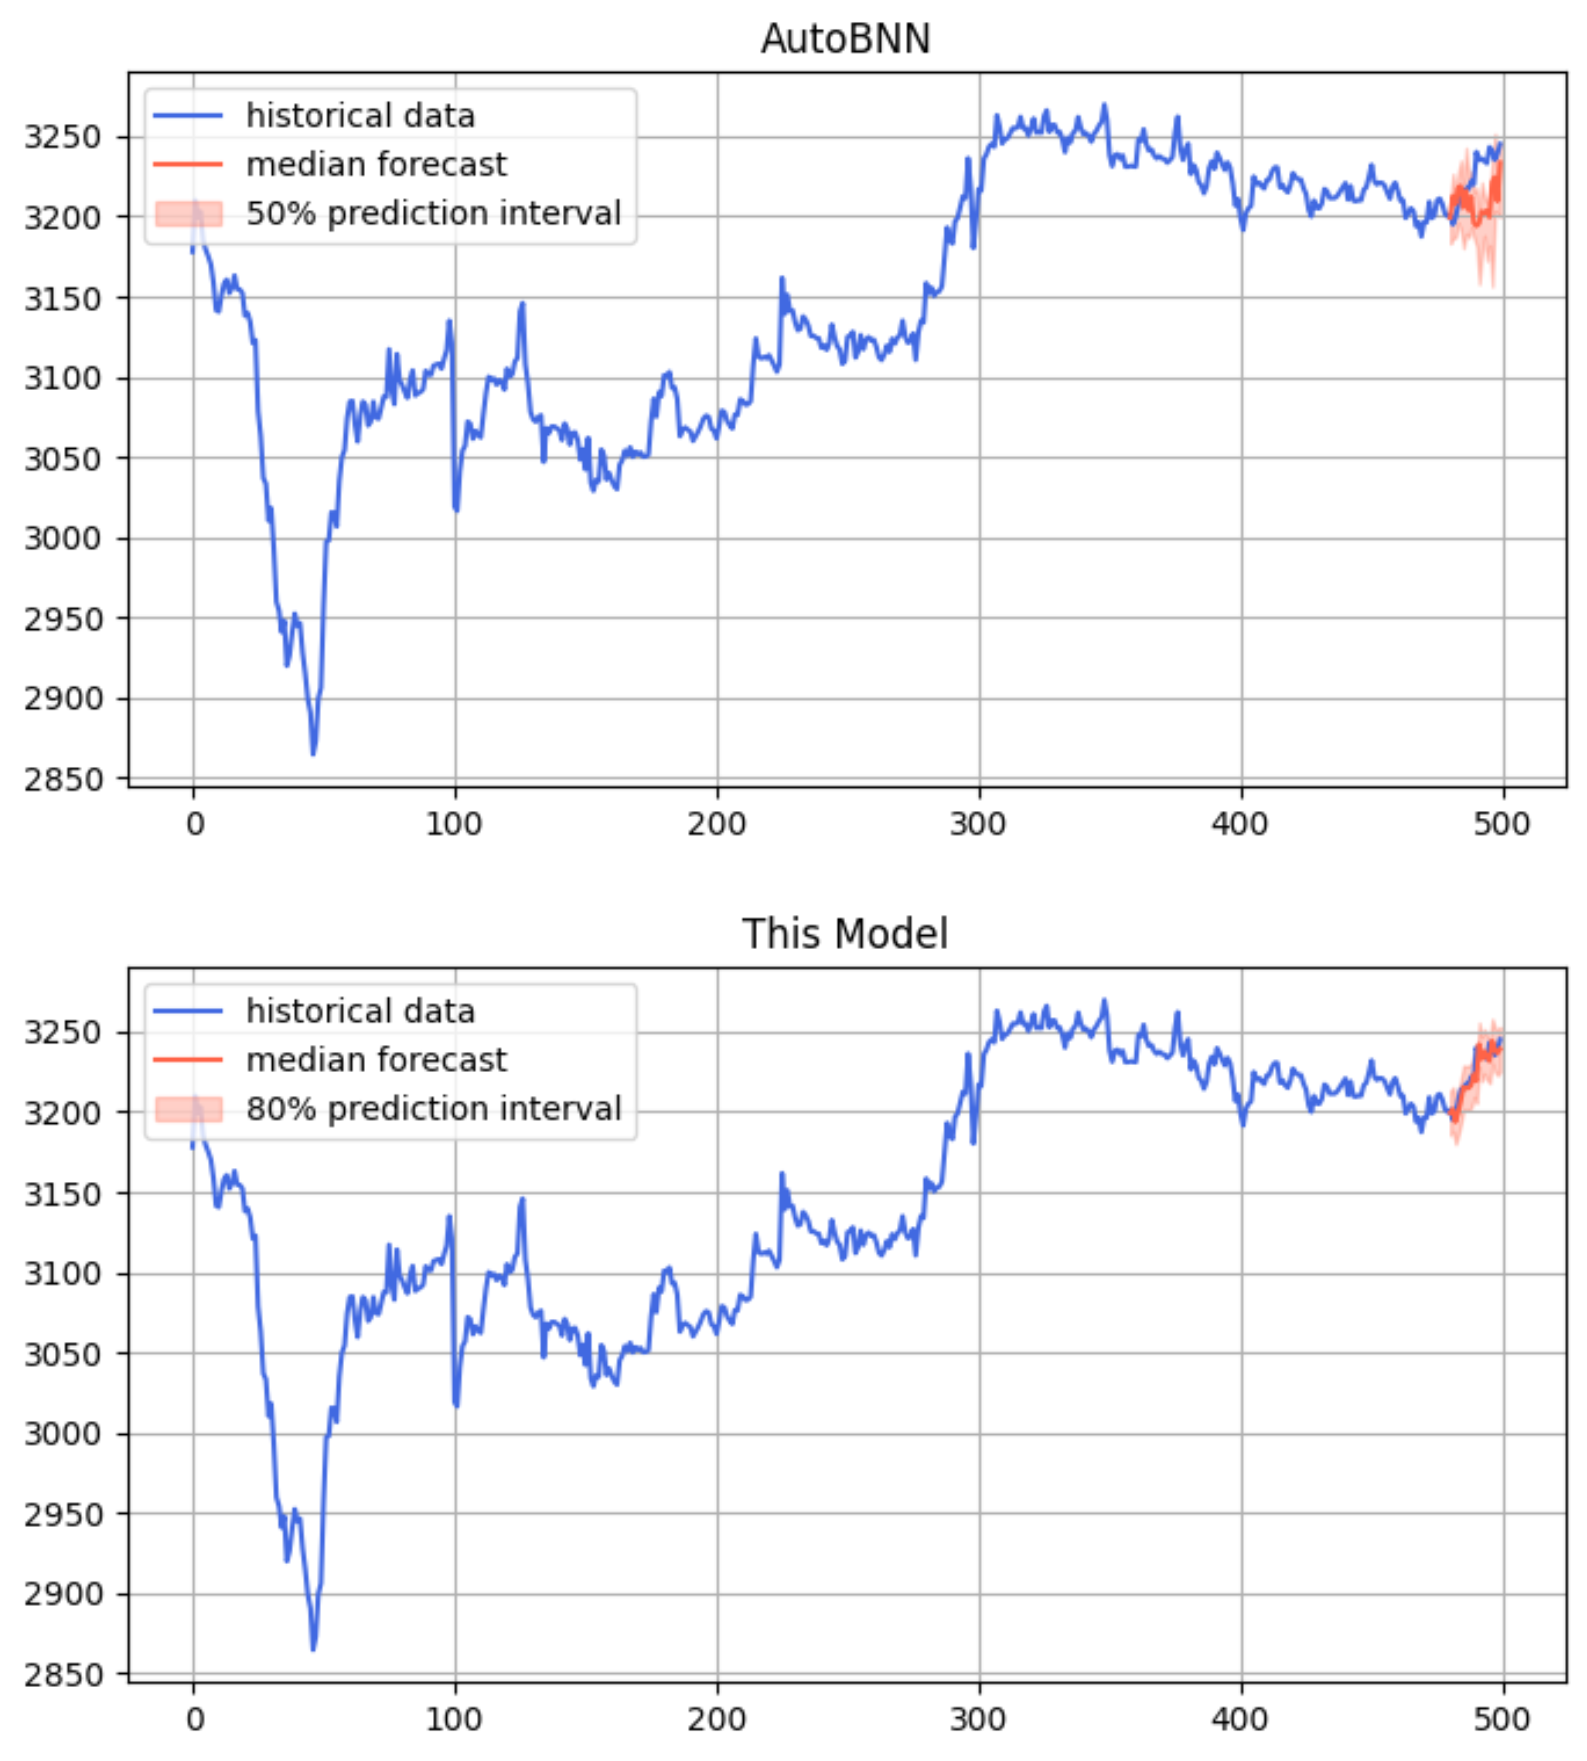 AutoBNN
historical data
median forecast
50% prediction interval
3250
3200
3150
3100
3050
3000
2950
2900
2850
0 100 200 300 400 500
This Model
historical data
median forecast
80% prediction interval
3250
3200
3150
3100
3050
3000
2950
2900
2850
0 100 200 300 400 500